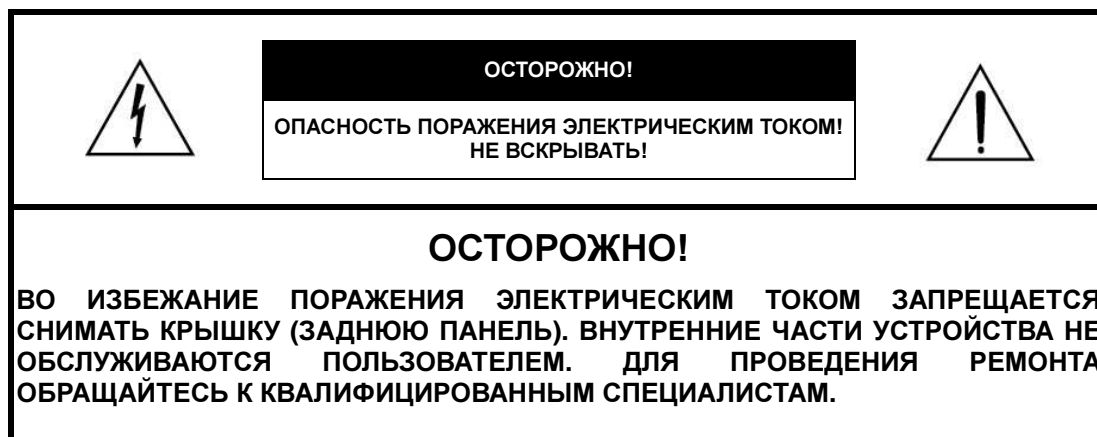 ОСТОРОЖНО!
ОПАСНОСТЬ ПОРАЖЕНИЯ ЭЛЕКТРИЧЕСКИМ ТОКОМ!
НЕ ВСКРЫВАТЬ!
ОСТОРОЖНО!
ВО ИЗБЕЖАНИЕ ПОРАЖЕНИЯ ЭЛЕКТРИЧЕСКИМ ТОКОМ ЗАПРЕЩАЕТСЯ
СНИМАТЬ КРЫШКУ (ЗАДНЮЮ ПАНЕЛЬ). ВНУТРЕННИЕ ЧАСТИ УСТРОЙСТВА НЕ
ОБСЛУЖИВАЮТСЯ ПОЛЬЗОВАТЕЛЕМ. ДЛЯ ПРОВЕДЕНИЯ РЕМОНТА
ОБРАЩАЙТЕСЬ К КВАЛИФИЦИРОВАННЫМ СПЕЦИАЛИСТАМ.